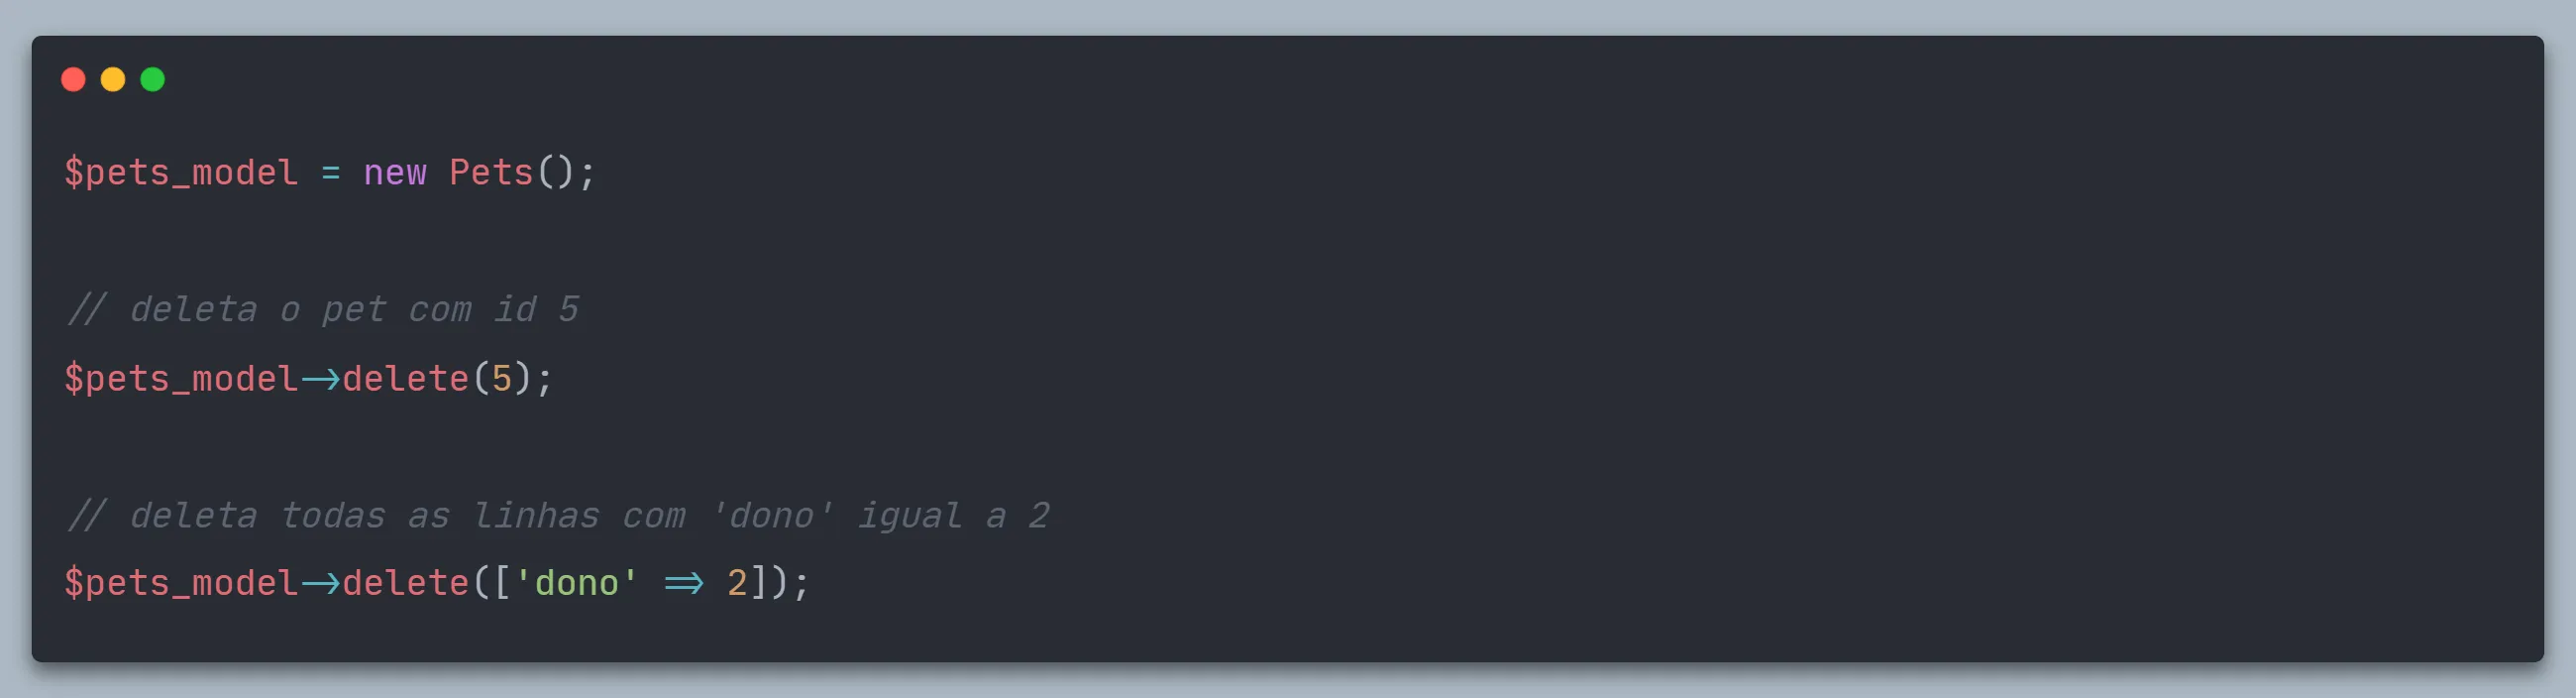 $pets_model = new Pets();
// deleta o pet com id 5
$pets_model->delete(5);
// deleta todas as linhas com 'dono' igual a 2
$pets_model->delete(['dono' => 2]);